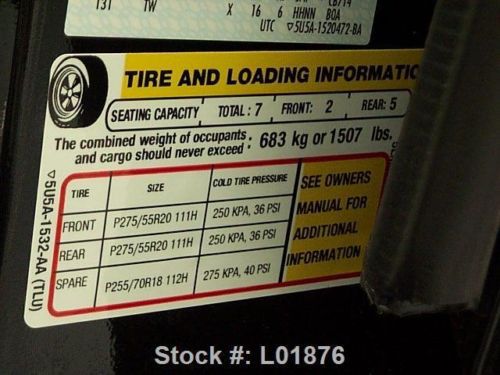 13T TW X 16 6 HHNN BOA
UTC ▽5U5A-1520472-BA
TIRE AND LOADING INFORMATIO
SEATING CAPACITY TOTAL : 7 FRONT: 2 REAR: 5
The combined weight of occupants
and cargo should never exceed : 683 kg or 1507 lbs.
TIRE SIZE COLD TIRE PRESSURE
FRONT P275/55R20 111H 250 KPA, 36 PSI
REAR P275/55R20 111H 250 KPA, 36 PSI
SPARE P255/70R18 112H 275 KPA, 40 PSI
SEE OWNERS
MANUAL FOR
ADDITIONAL
INFORMATION
▽5U5A-1532-AA (TLU)
Stock #: L01876